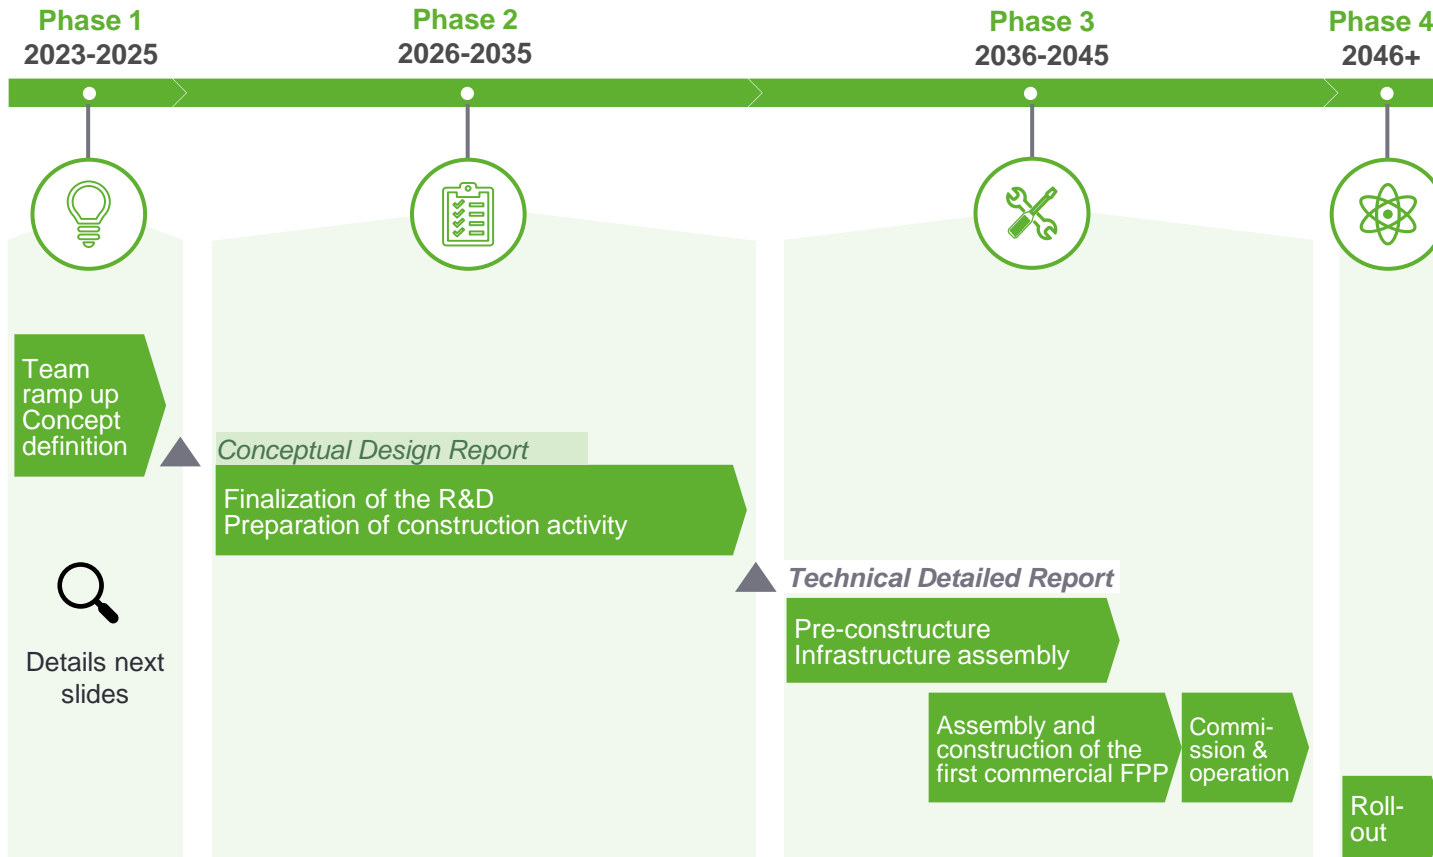 Phase 1
2023-2025
Phase 2
2026-2035
Phase 3
2036-2045
Phase 4
2046+
Team
ramp up
Concept
definition
Conceptual Design Report
Finalization of the R&D
Preparation of construction activity
Details next
slides
Technical Detailed Report
Pre-constructure
Infrastructure assembly
Assembly and
construction of the
first commercial FPP
Commi-
ssion &
operation
Roll-
out